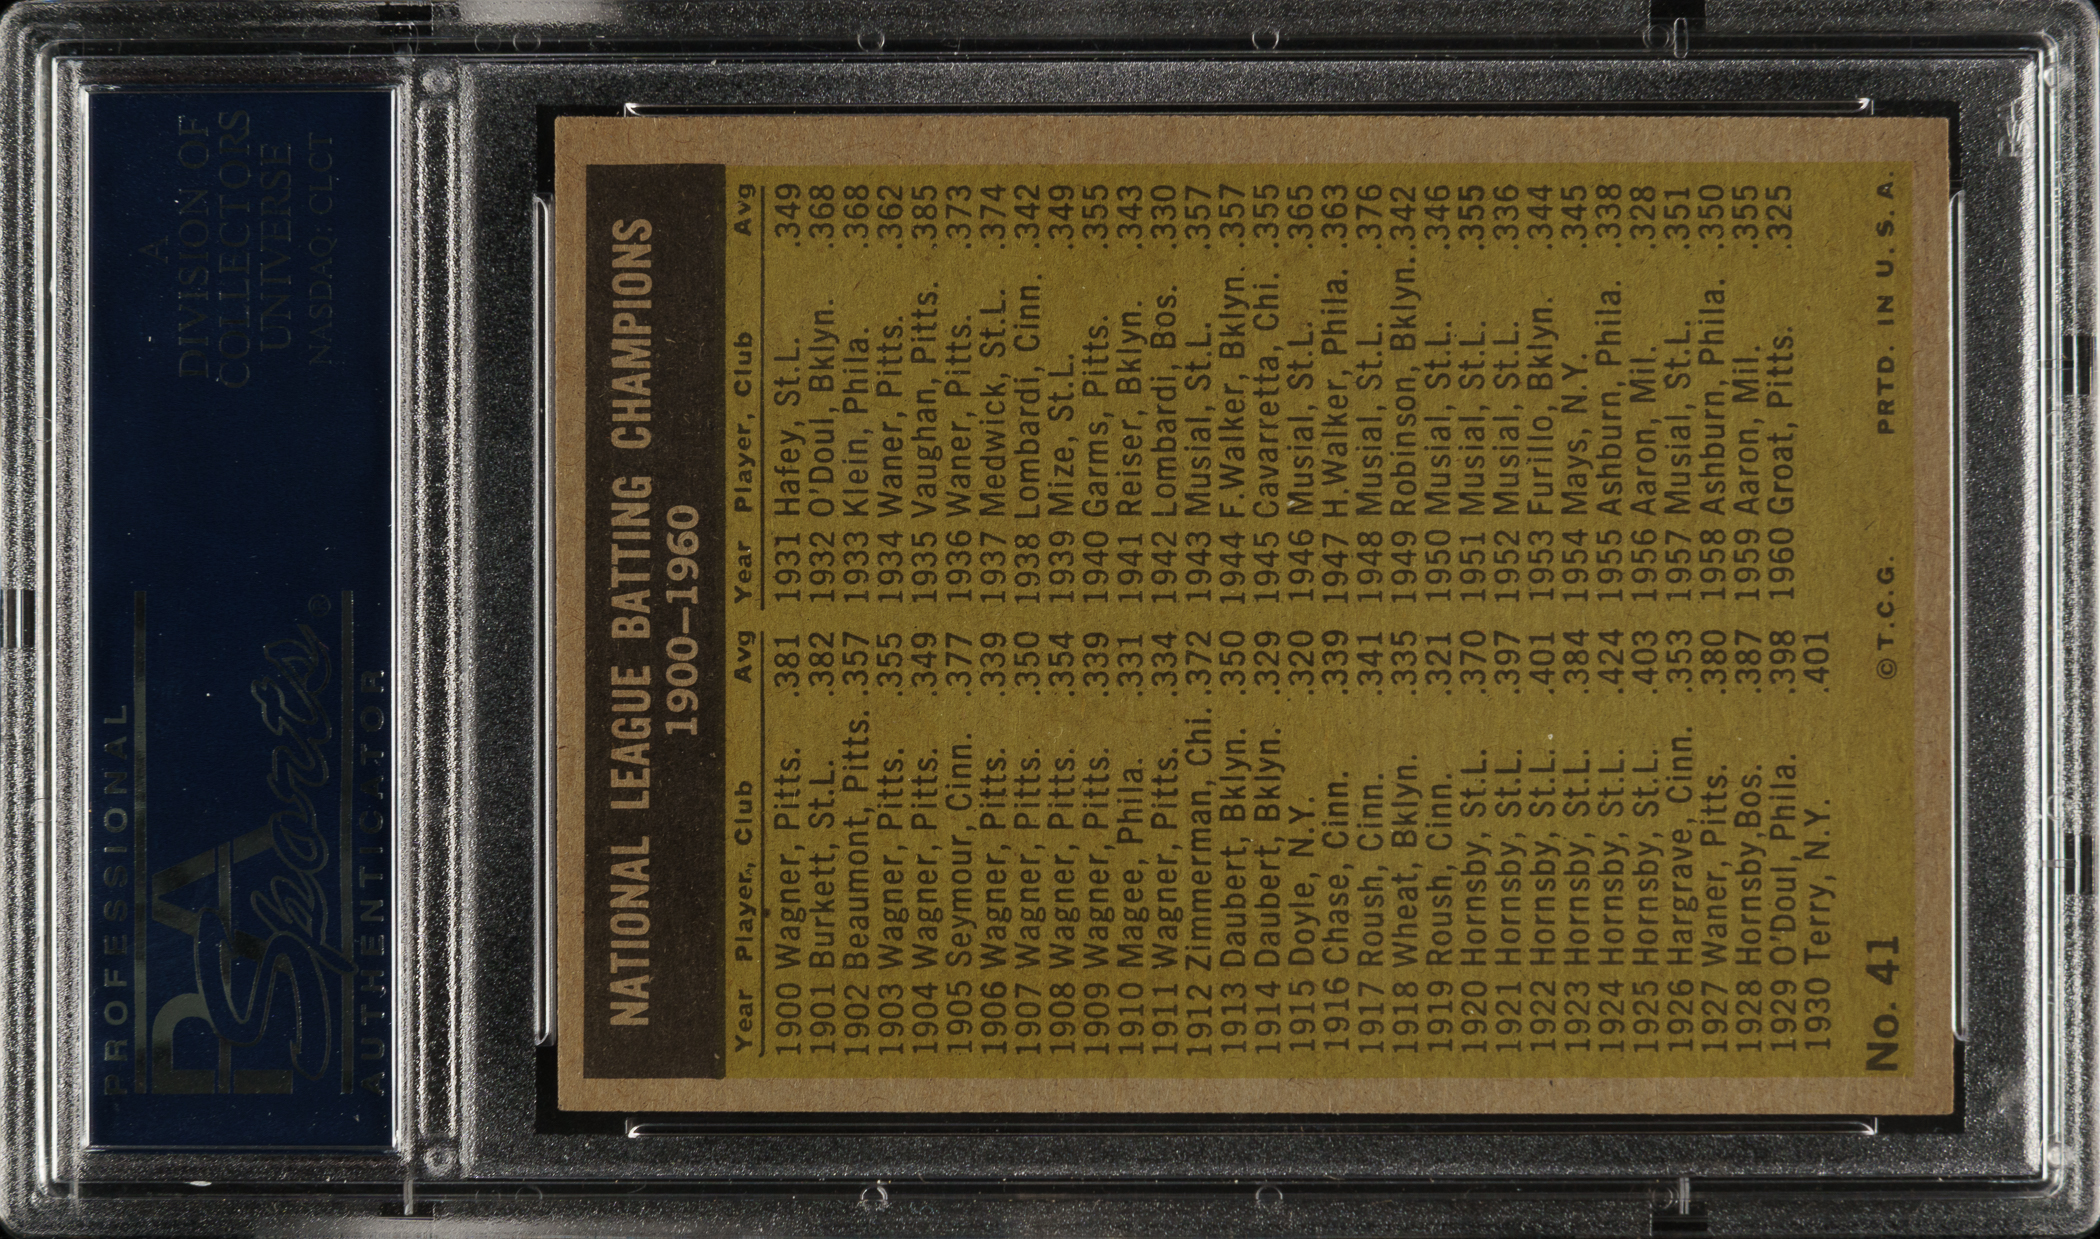 PROFESSIONAL
PSA
Sports®
AUTHENTICATOR
A
DIVISION OF
COLLECTORS
UNIVERSE
NASDAQ: CLCT
NATIONAL LEAGUE BATTING CHAMPIONS
1900–1960
Year Player, Club Avg
1900 Wagner, Pitts. .381
1901 Burkett, St.L. .382
1902 Beaumont, Pitts. .357
1903 Wagner, Pitts. .355
1904 Wagner, Pitts. .349
1905 Seymour, Cinn. .377
1906 Wagner, Pitts. .339
1907 Wagner, Pitts. .350
1908 Wagner, Pitts. .354
1909 Wagner, Pitts. .339
1910 Magee, Phila. .331
1911 Wagner, Pitts. .334
1912 Zimmerman, Chi. .372
1913 Daubert, Bklyn. .350
1914 Daubert, Bklyn. .329
1915 Doyle, N.Y. .320
1916 Chase, Cinn. .339
1917 Roush, Cinn. .341
1918 Wheat, Bklyn. .335
1919 Roush, Cinn. .321
1920 Hornsby, St.L. .370
1921 Hornsby, St.L. .397
1922 Hornsby, St.L. .401
1923 Hornsby, St.L. .384
1924 Hornsby, St.L. .424
1925 Hornsby, St.L. .403
1926 Hargrave, Cinn. .353
1927 Waner, Pitts. .380
1928 Hornsby, Bos. .387
1929 O'Doul, Phila. .398
1930 Terry, N.Y. .401
Year Player, Club Avg
1931 Hafey, St.L. .349
1932 O'Doul, Bklyn. .368
1933 Klein, Phila. .368
1934 Waner, Pitts. .362
1935 Vaughan, Pitts. .385
1936 Waner, Pitts. .373
1937 Medwick, St.L. .374
1938 Lombardi, Cinn. .342
1939 Mize, St.L. .349
1940 Garms, Pitts. .355
1941 Reiser, Bklyn. .343
1942 Lombardi, Bos. .330
1943 Musial, St.L. .357
1944 F.Walker, Bklyn. .357
1945 Cavarretta, Chi. .355
1946 Musial, St.L. .365
1947 H.Walker, Phila. .363
1948 Musial, St.L. .376
1949 Robinson, Bklyn. .342
1950 Musial, St.L. .346
1951 Musial, St.L. .355
1952 Musial, St.L. .336
1953 Furillo, Bklyn. .344
1954 Mays, N.Y. .345
1955 Ashburn, Phila. .338
1956 Aaron, Mil. .328
1957 Musial, St.L. .351
1958 Ashburn, Phila. .350
1959 Aaron, Mil. .355
1960 Groat, Pitts. .325
No. 41 © T.C.G. PRTD. IN U. S. A.